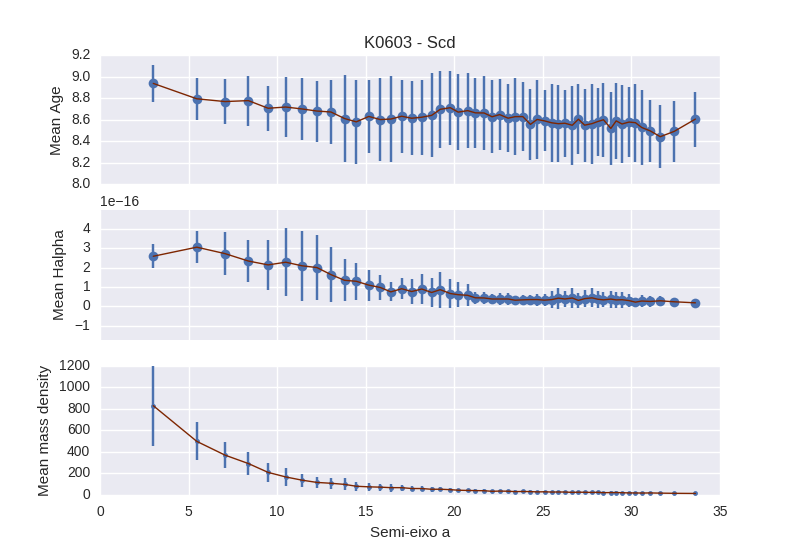 K0603 - Scd
9.2
9.0
8.8
8.6
8.4
8.2
8.0
Mean Age
1e−16
4
3
2
1
0
−1
Mean Halpha
1200
1000
800
600
400
200
0
Mean mass density
0 5 10 15 20 25 30 35
Semi-eixo a